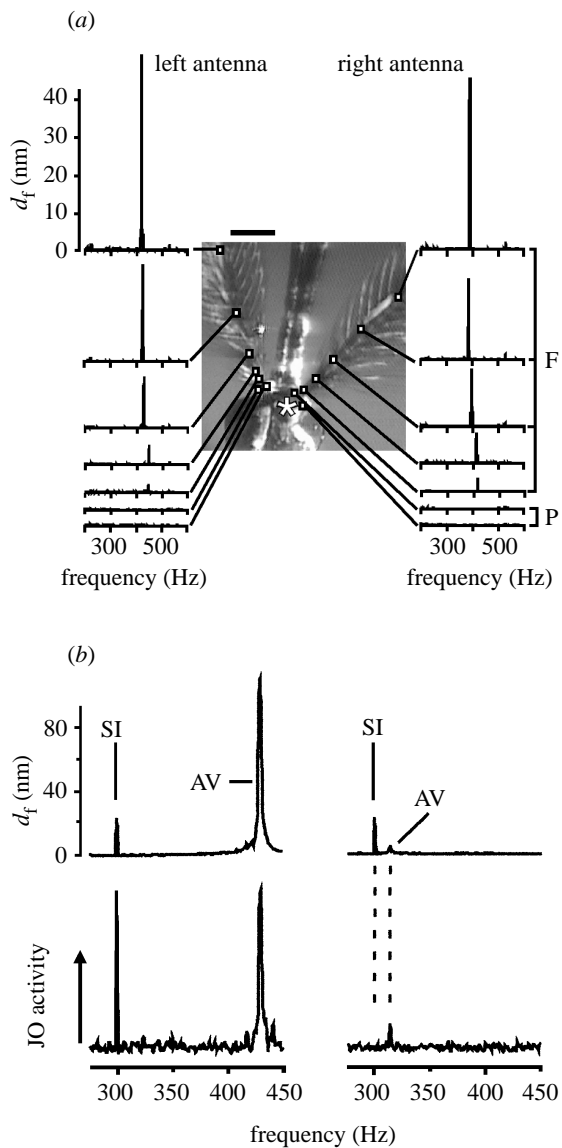 (a)
left antenna
right antenna
d_f (nm)
40
30
20
10
0
F
P
*
300 500
300 500
frequency (Hz)
frequency (Hz)
(b)
SI
SI
AV
AV
d_f (nm)
80
40
0
JO activity
300 400 450
300 400 450
frequency (Hz)